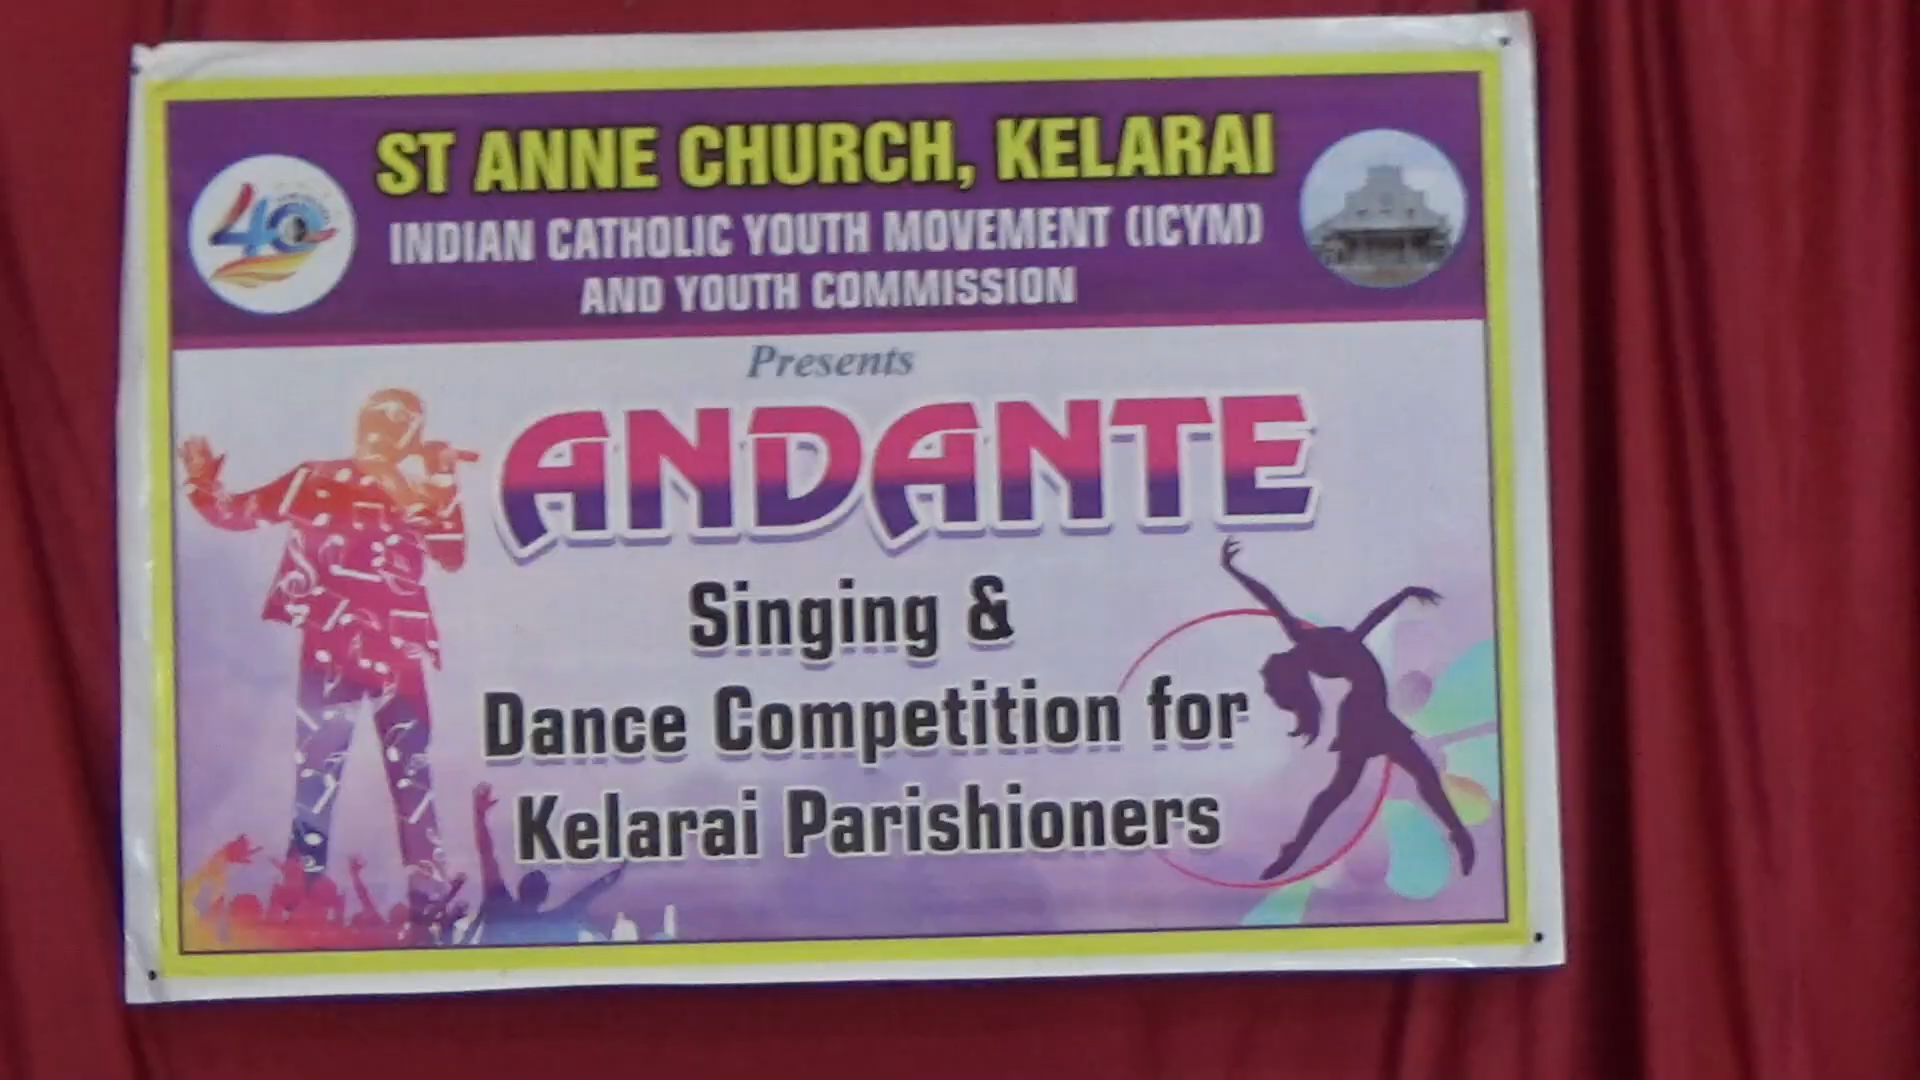 ST ANNE CHURCH, KELARAI
INDIAN CATHOLIC YOUTH MOVEMENT (ICYM)
AND YOUTH COMMISSION
40
Presents
ANDANTE
Singing &
Dance Competition for
Kelarai Parishioners